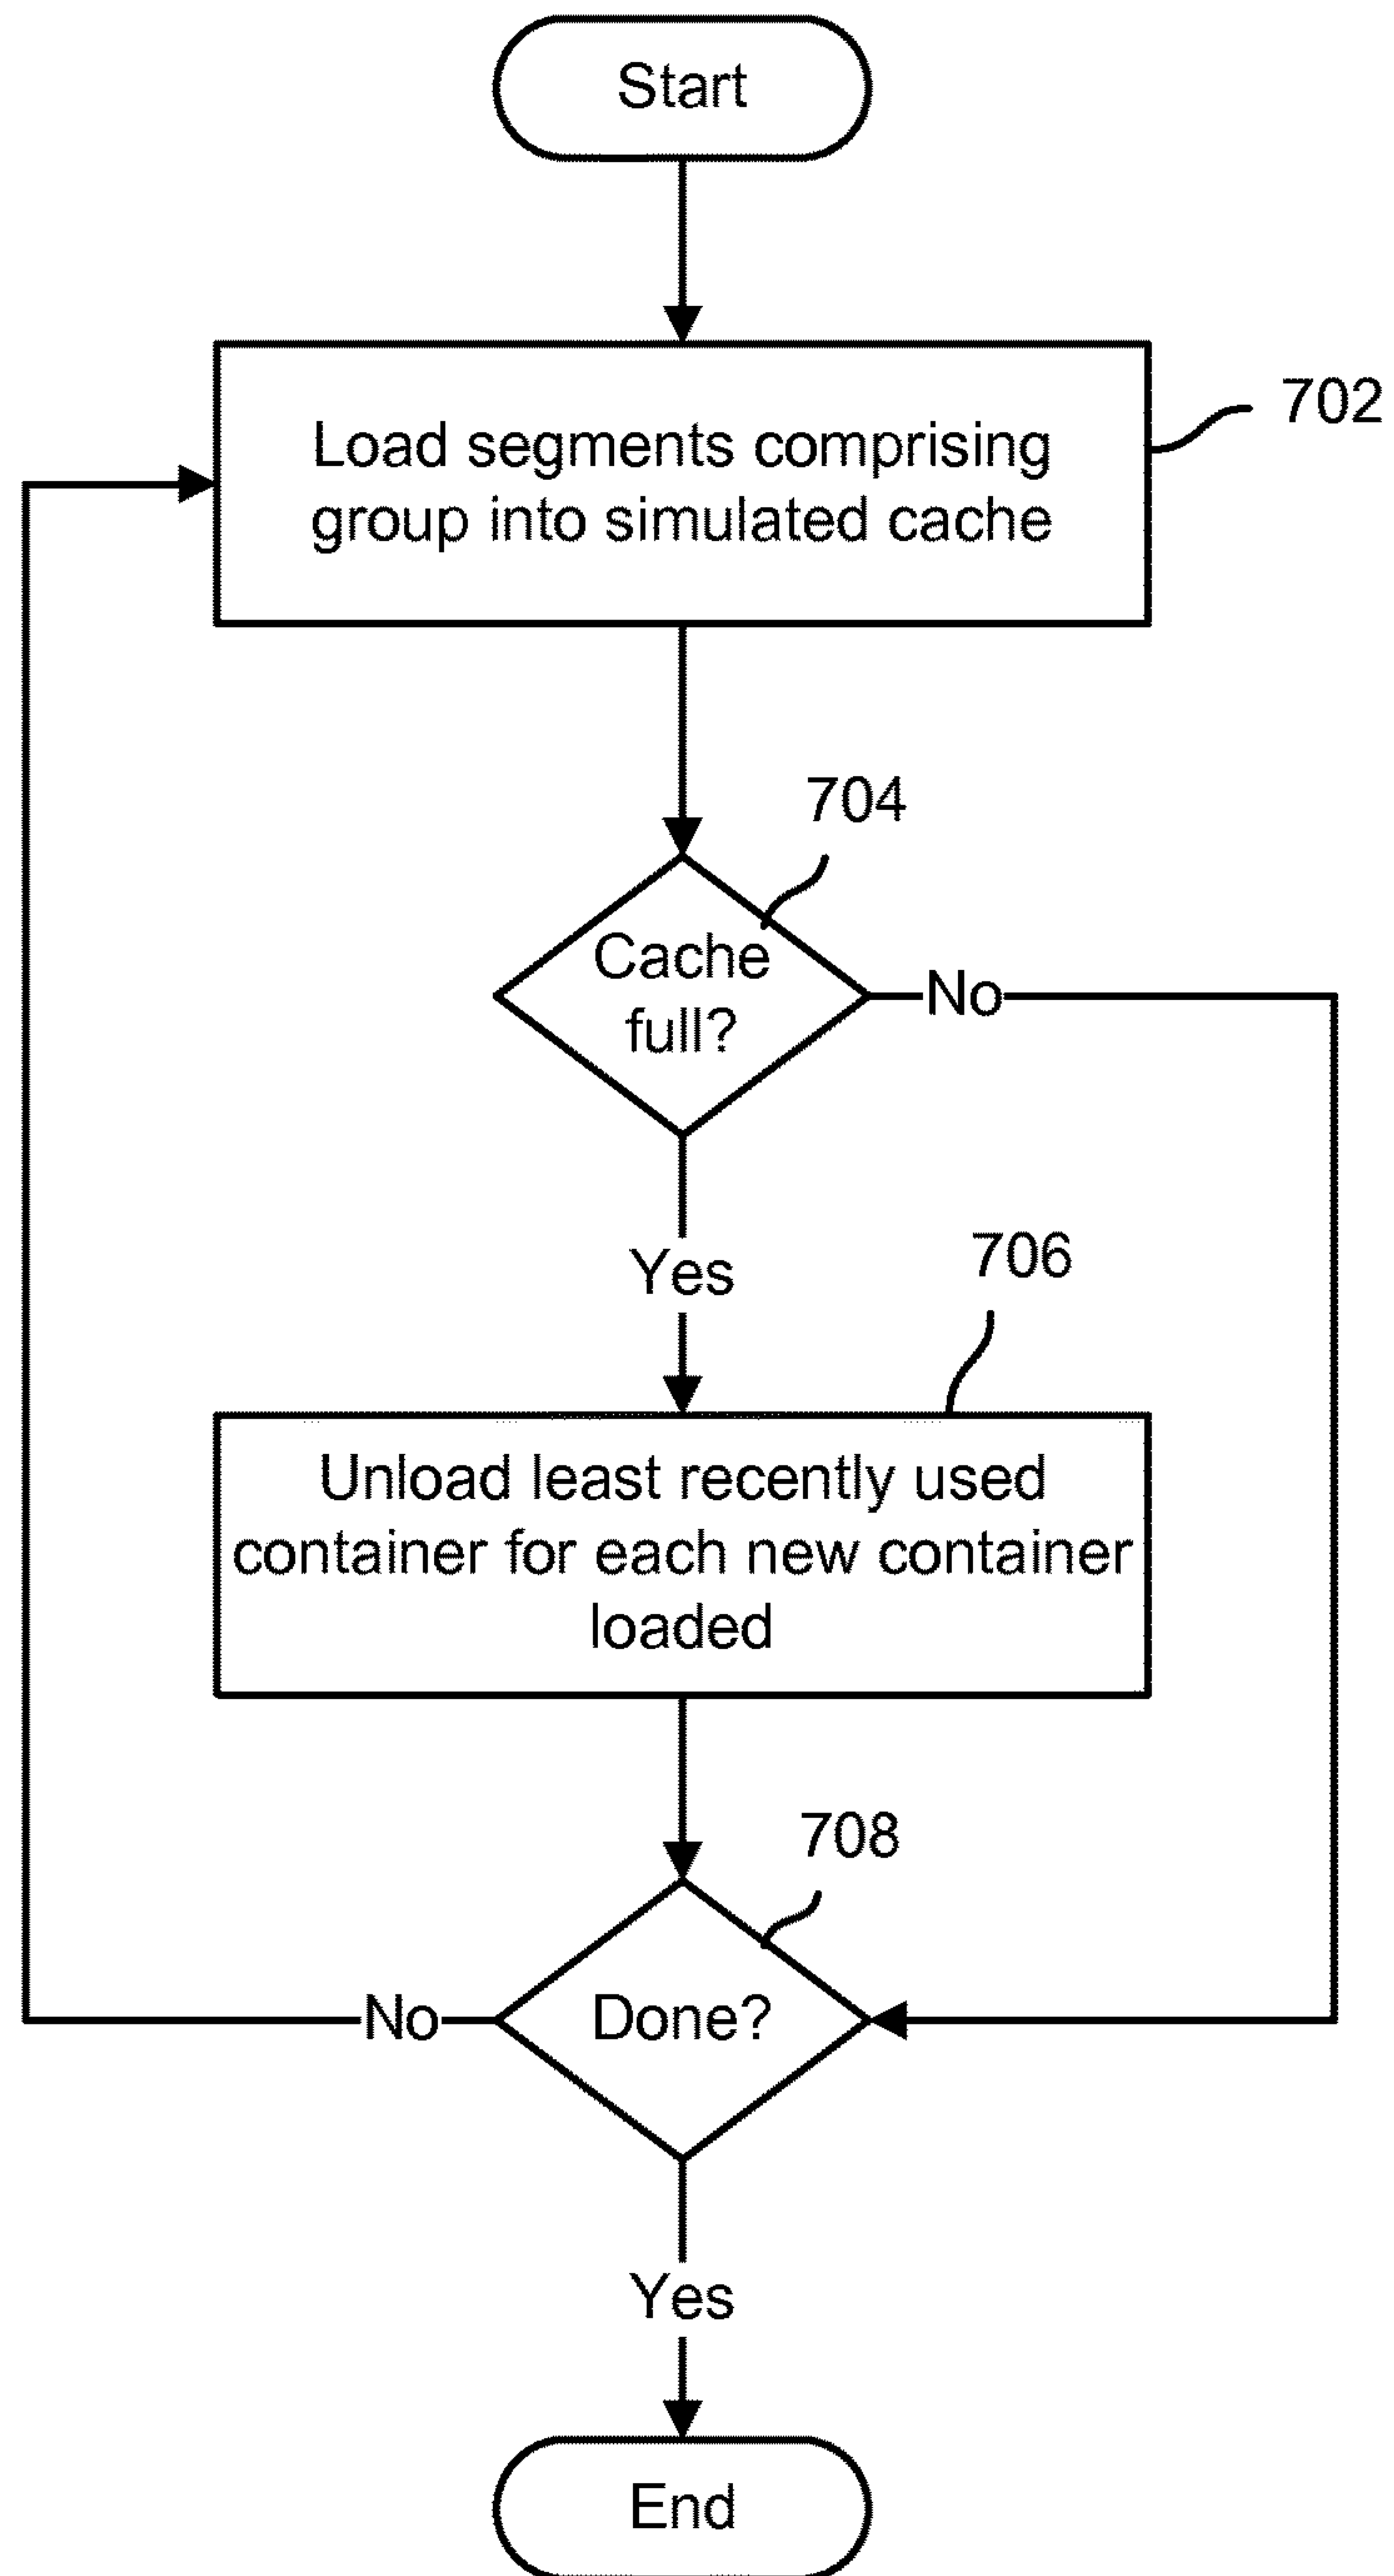 Start
Load segments comprising
group into simulated cache
702
704
Cache
full?
No
Yes
706
Unload least recently used
container for each new container
loaded
708
Done?
No
Yes
End